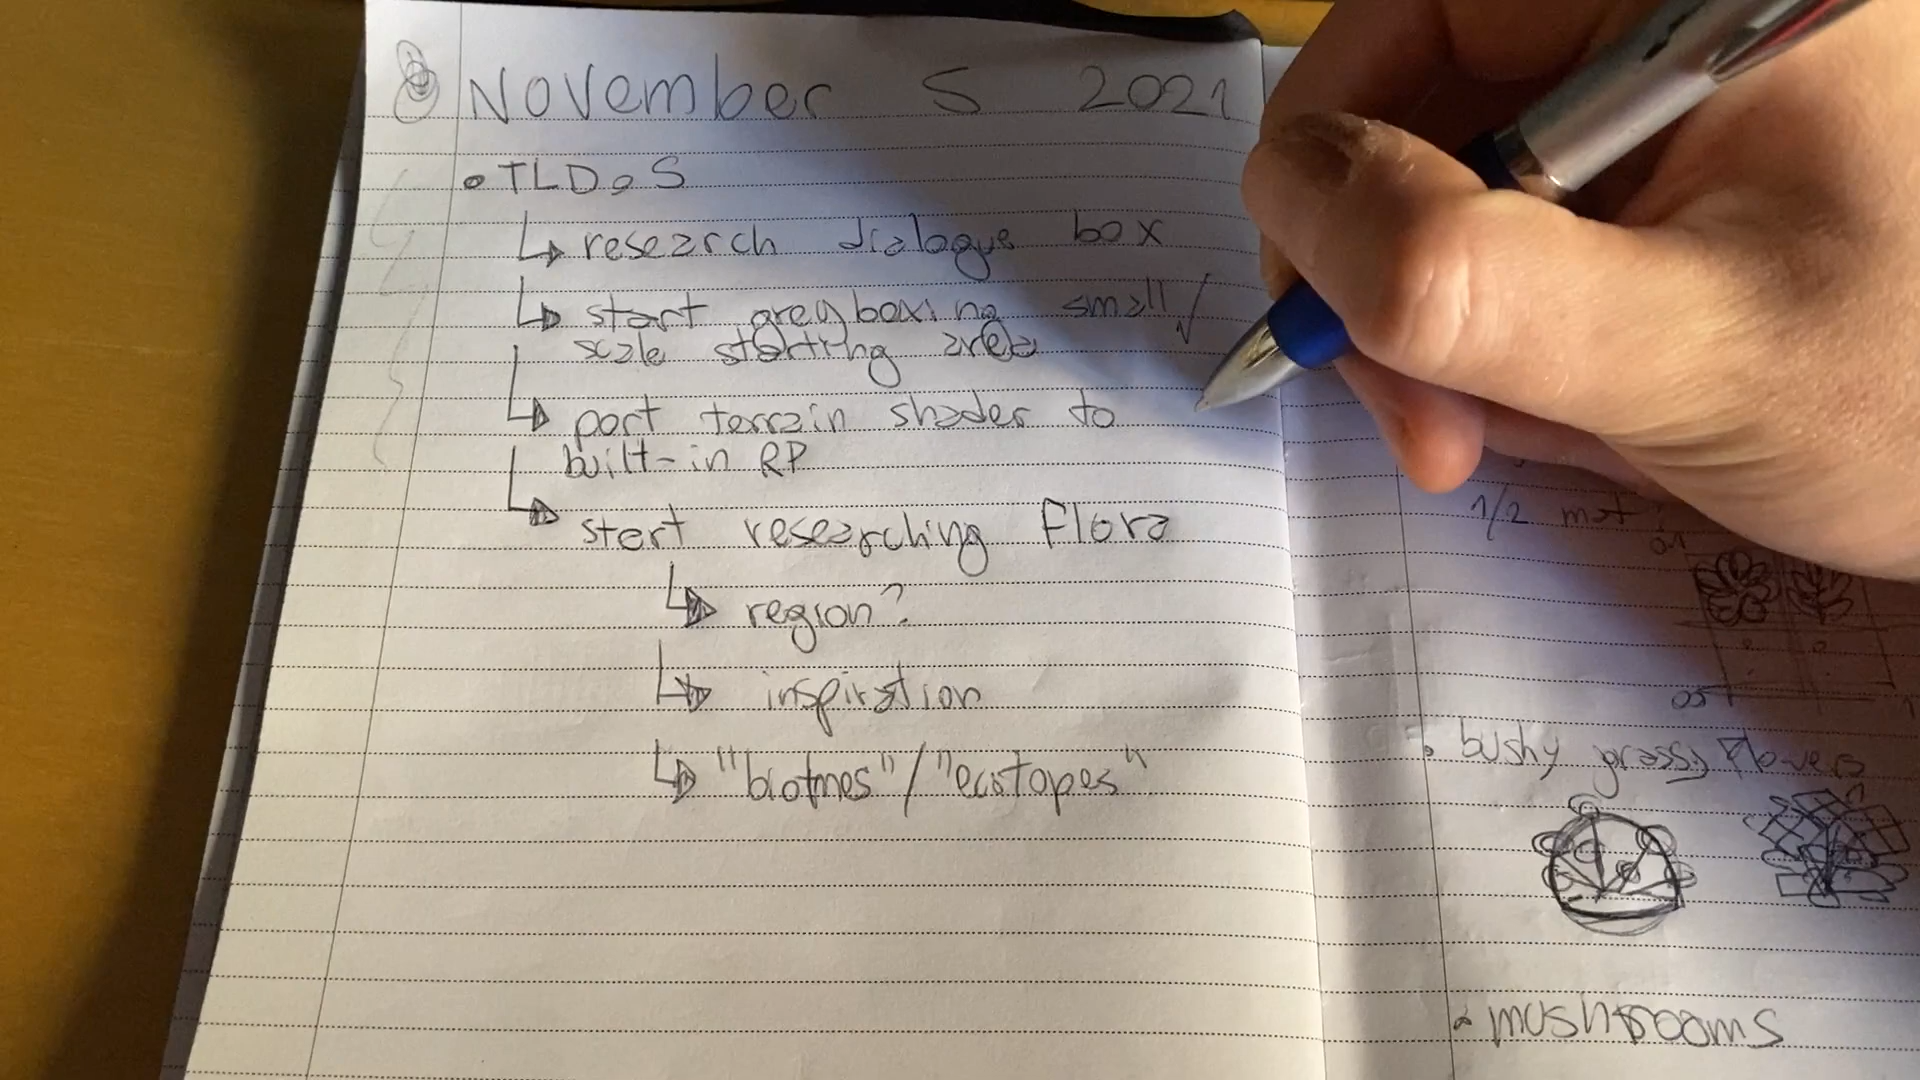 November 5 2021
TLDoS
research dialogue box
start greyboxing small
scale starting area
port terrain shader to
built-in RP
start researching flora
region?
inspiration
"biotmes"/"ecotopes"
1/2 mat
bushy grassy flowers
mushrooms